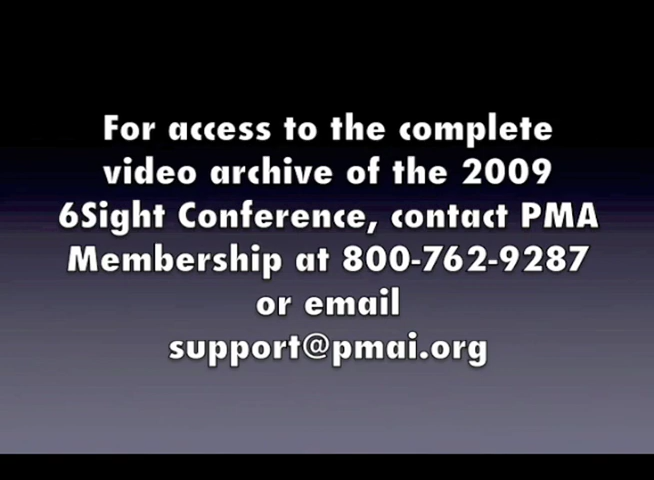 For access to the complete
video archive of the 2009
6Sight Conference, contact PMA
Membership at 800-762-9287
or email
support@pmai.org